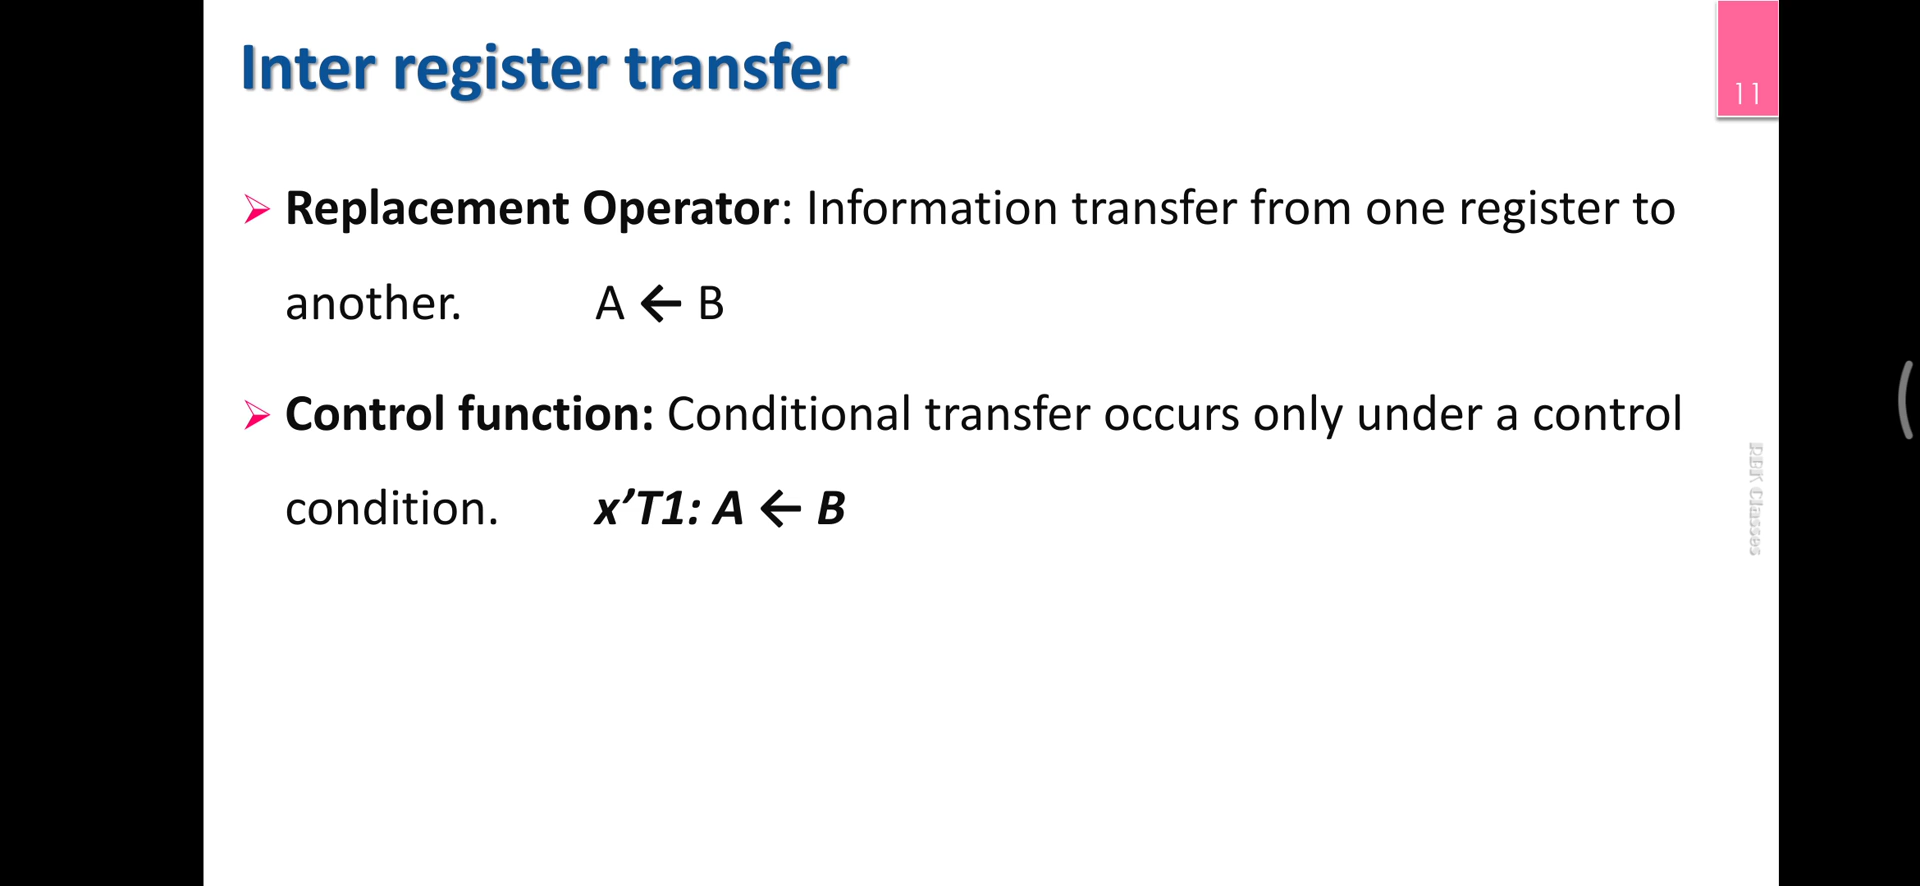 Inter register transfer
11
➢ Replacement Operator: Information transfer from one register to
another. A ← B
➢ Control function: Conditional transfer occurs only under a control
condition. x’T1: A ← B
RBK Classes